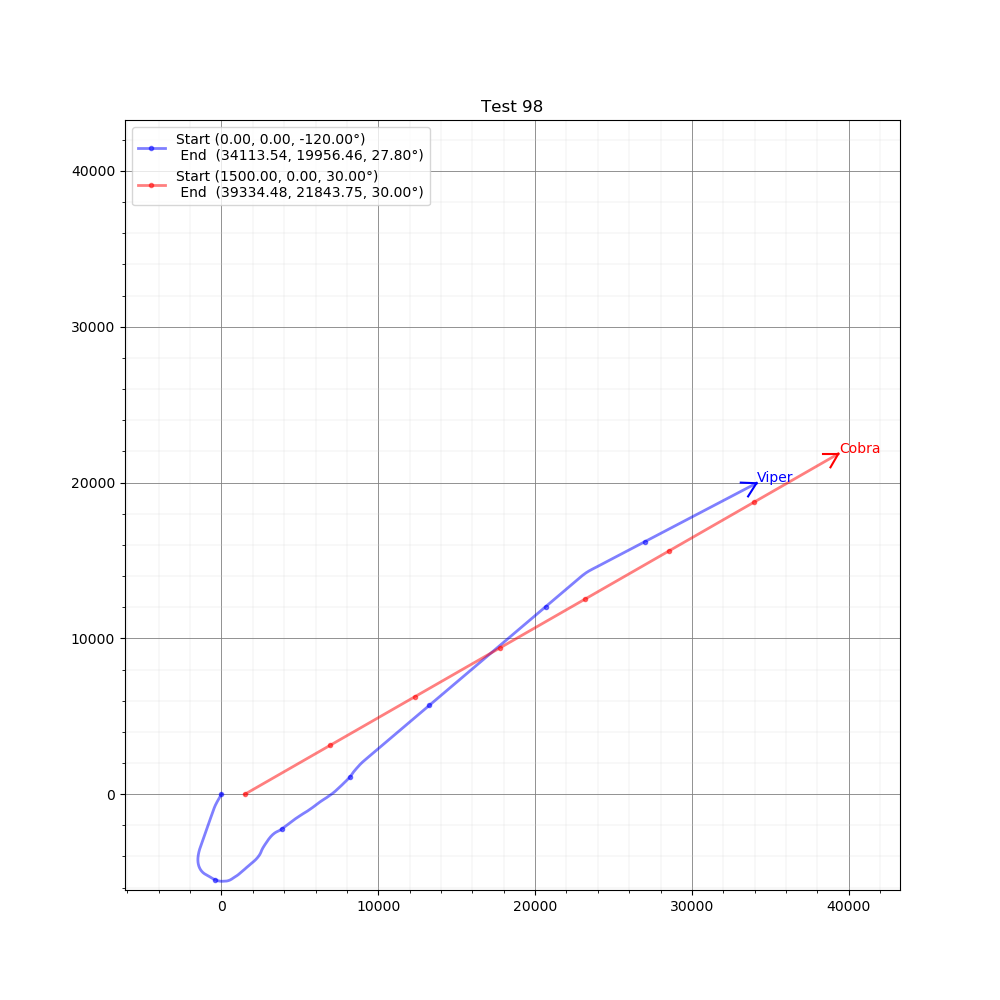 Test 98
Start (0.00, 0.00, -120.00°)
End (34113.54, 19956.46, 27.80°)
Start (1500.00, 0.00, 30.00°)
End (39334.48, 21843.75, 30.00°)
40000
30000
20000
10000
0
Cobra
Viper
0
10000
20000
30000
40000